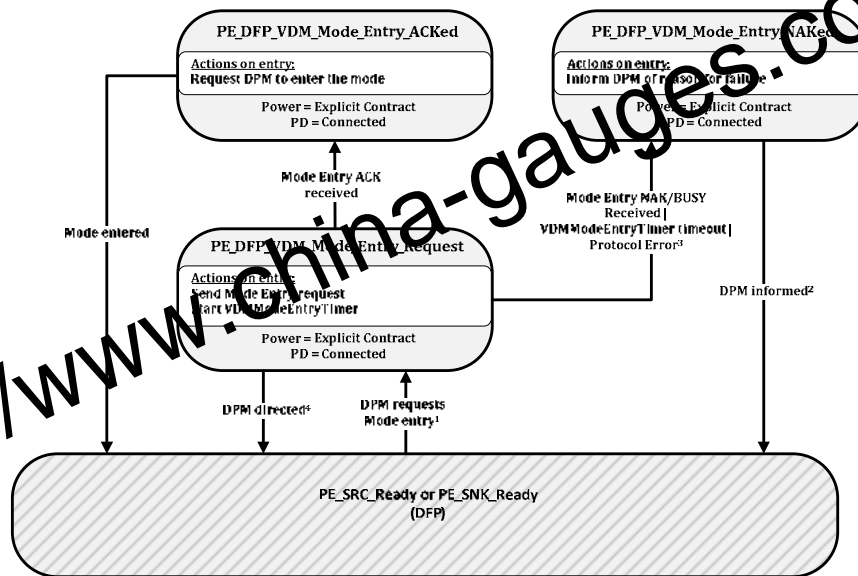 PE_DFP_VDM_Mode_Entry_ACKed
Actions on entry:
Request DPM to enter the mode
Power = Explicit Contract
PD = Connected
PE_DFP_VDM_Mode_Entry_NAKed
Actions on entry:
Inform DPM of reason for failure
Power = Explicit Contract
PD = Connected
Mode Entry ACK
received
Mode Entry NAK/BUSY
Received |
VDMModeEntryTimer timeout |
Protocol Error³
Mode entered
PE_DFP_VDM_Mode_Entry_Request
Actions on entry:
Send Mode Entry request
Start VDMModeEntryTimer
Power = Explicit Contract
PD = Connected
DPM informed²
DPM directed⁴
DPM requests
Mode entry¹
PE_SRC_Ready or PE_SNK_Ready
(DFP)
/www.china-gauges.co